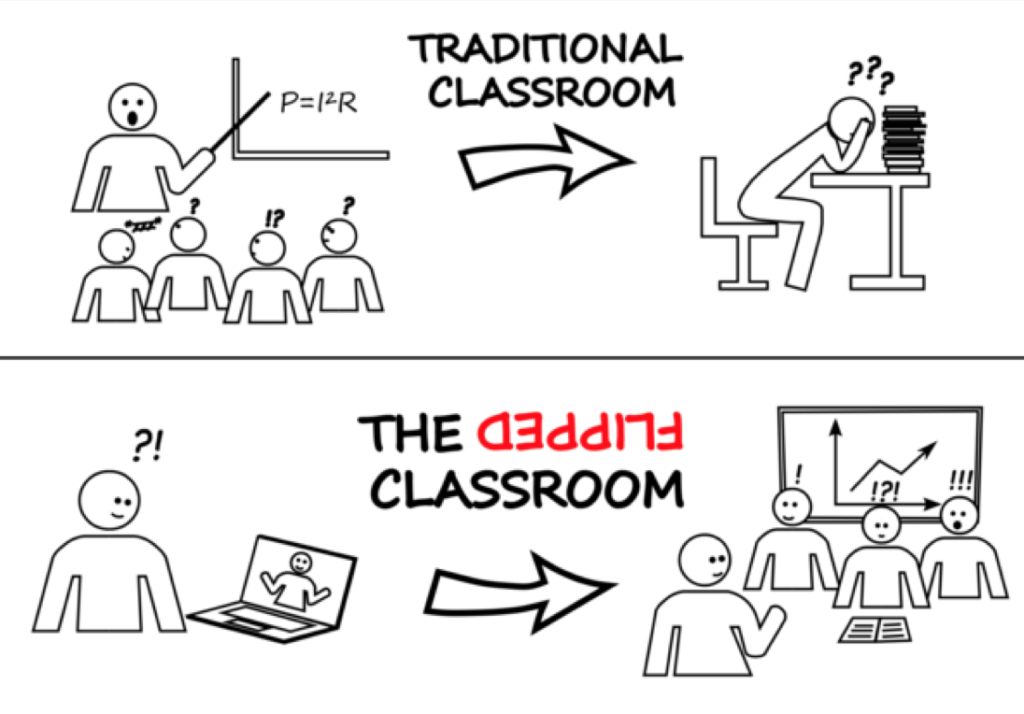 TRADITIONAL
CLASSROOM
P=I²R
???
?
!?
?
THE FLIPPED
CLASSROOM
?!
!
!?!
!!!